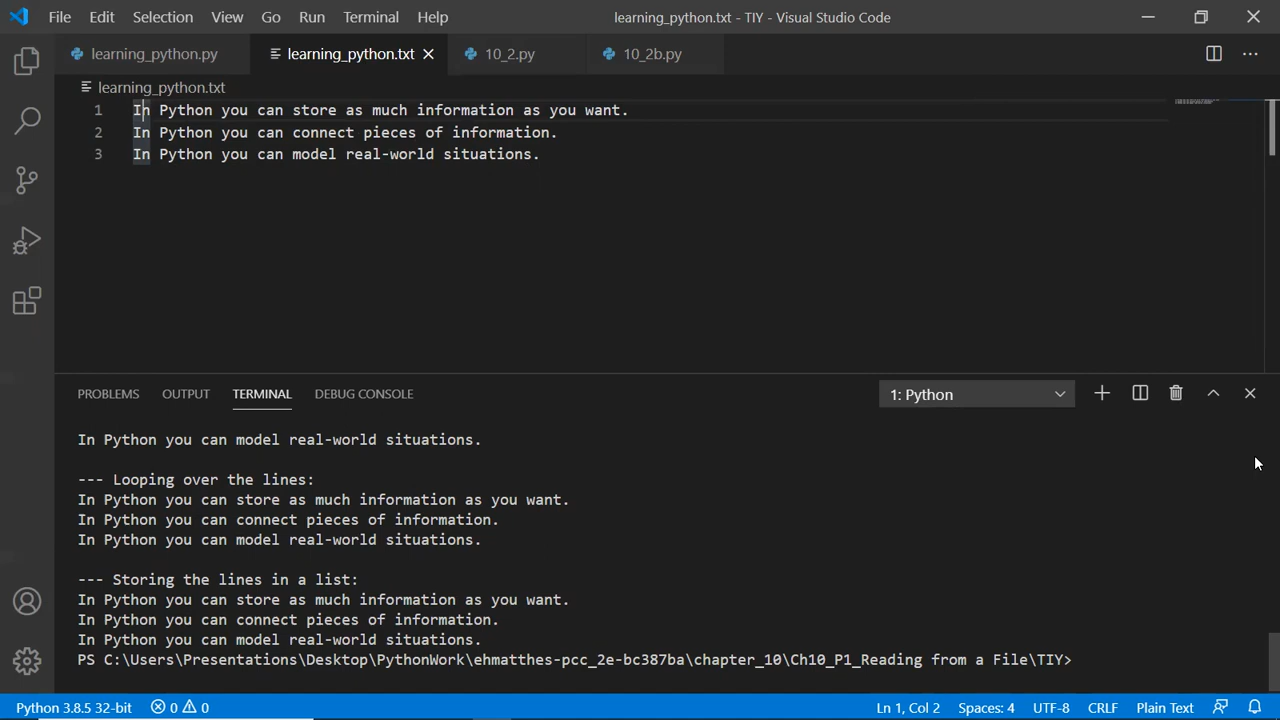 File Edit Selection View Go Run Terminal Help learning_python.txt - TIY - Visual Studio Code
learning_python.py learning_python.txt 10_2.py 10_2b.py
learning_python.txt
1 In Python you can store as much information as you want.
2 In Python you can connect pieces of information.
3 In Python you can model real-world situations.
PROBLEMS OUTPUT TERMINAL DEBUG CONSOLE 1: Python
In Python you can model real-world situations.
--- Looping over the lines:
In Python you can store as much information as you want.
In Python you can connect pieces of information.
In Python you can model real-world situations.
--- Storing the lines in a list:
In Python you can store as much information as you want.
In Python you can connect pieces of information.
In Python you can model real-world situations.
PS C:\Users\Presentations\Desktop\PythonWork\ehmatthes-pcc_2e-bc387ba\chapter_10\Ch10_P1_Reading from a File\TIY>
Python 3.8.5 32-bit 0 0 Ln 1, Col 2 Spaces: 4 UTF-8 CRLF Plain Text